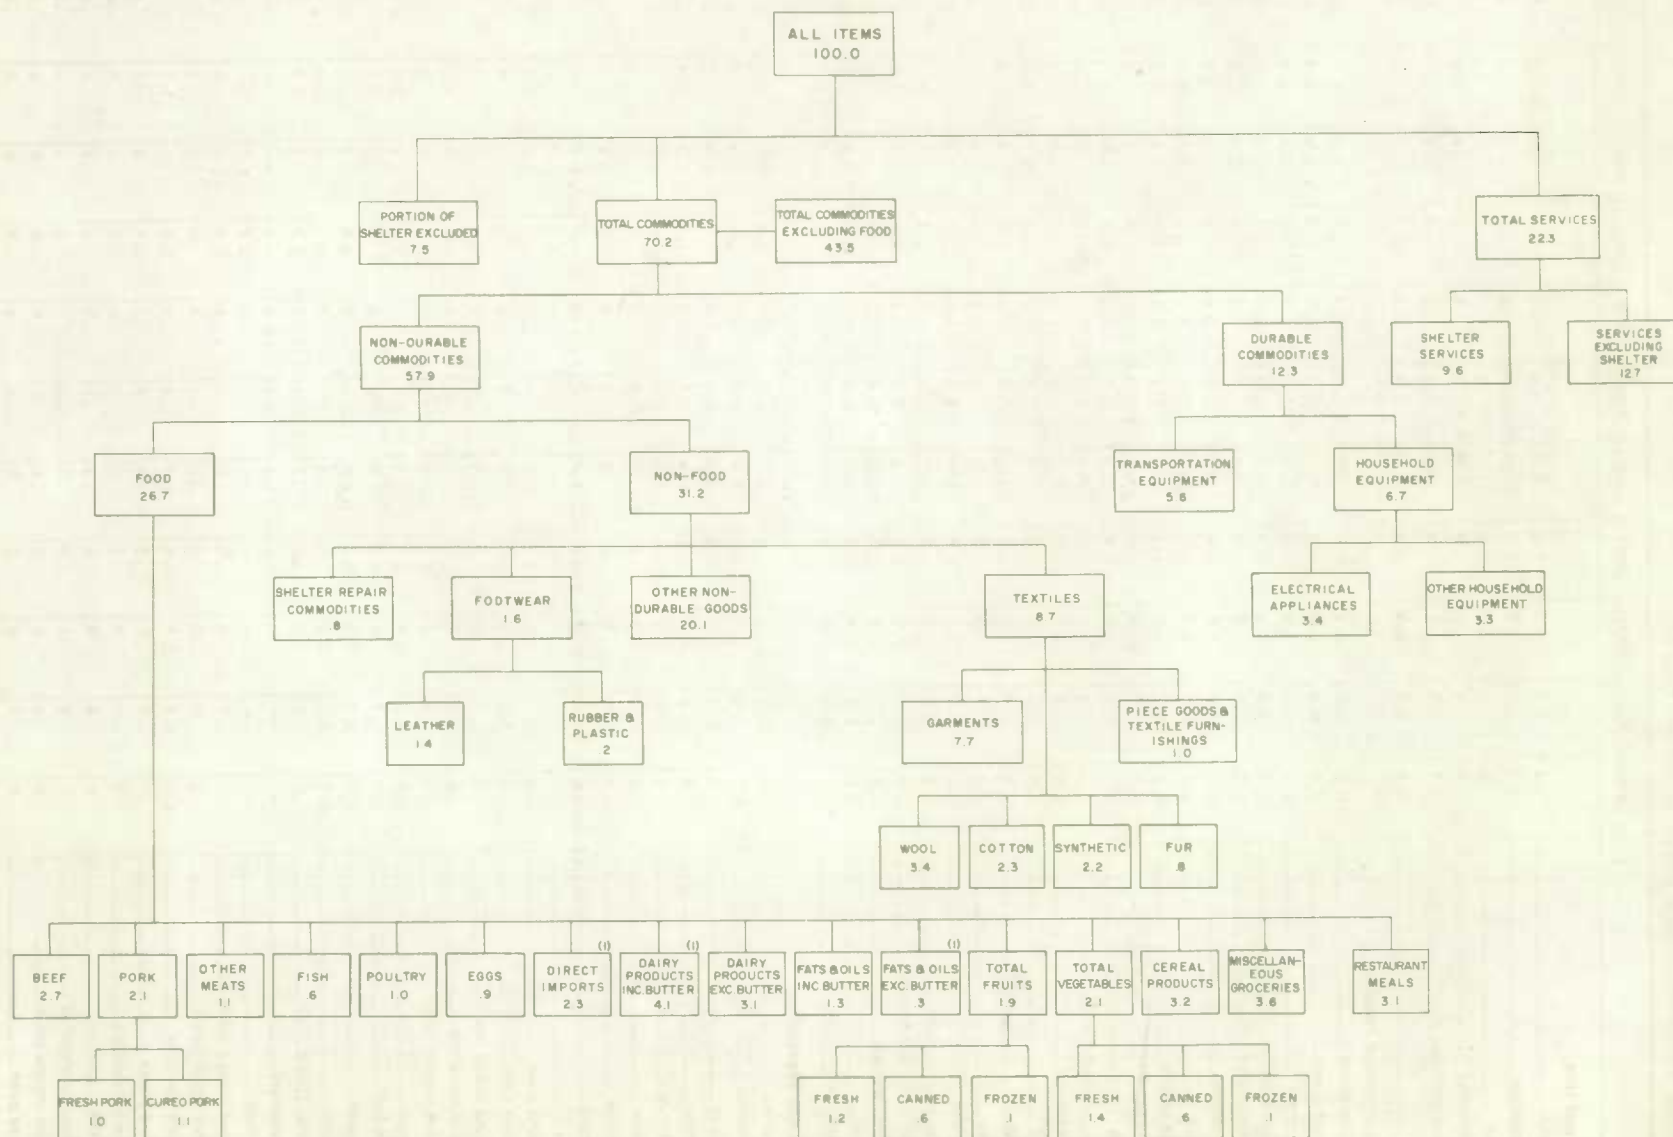 ALL ITEMS
100.0
PORTION OF
SHELTER EXCLUDED
7.5
TOTAL COMMODITIES
70.2
TOTAL COMMODITIES
EXCLUDING FOOD
43.5
TOTAL SERVICES
22.3
NON-DURABLE
COMMODITIES
57.9
DURABLE
COMMODITIES
12.3
SHELTER
SERVICES
9.6
SERVICES
EXCLUDING
SHELTER
12.7
FOOD
26.7
NON-FOOD
31.2
TRANSPORTATION
EQUIPMENT
5.6
HOUSEHOLD
EQUIPMENT
6.7
SHELTER REPAIR
COMMODITIES
.8
FOOTWEAR
1.6
OTHER NON-
DURABLE GOODS
20.1
TEXTILES
8.7
ELECTRICAL
APPLIANCES
3.4
OTHER HOUSEHOLD
EQUIPMENT
3.3
LEATHER
1.4
RUBBER &
PLASTIC
.2
GARMENTS
7.7
PIECE GOODS &
TEXTILE FURN-
ISHINGS
1.0
WOOL
3.4
COTTON
2.3
SYNTHETIC
2.2
FUR
.8
BEEF
2.7
PORK
2.1
OTHER
MEATS
1.1
FISH
.6
POULTRY
1.0
EGGS
.9
(1)
DIRECT
IMPORTS
2.3
(1)
DAIRY
PRODUCTS
INC. BUTTER
4.1
DAIRY
PRODUCTS
EXC. BUTTER
3.1
FATS & OILS
INC. BUTTER
1.3
(1)
FATS & OILS
EXC. BUTTER
.3
TOTAL
FRUITS
1.9
TOTAL
VEGETABLES
2.1
CEREAL
PRODUCTS
3.2
MISCELLAN-
EOUS
GROCERIES
3.6
RESTAURANT
MEALS
3.1
FRESH PORK
1.0
CURED PORK
1.1
FRESH
1.2
CANNED
.6
FROZEN
.1
FRESH
1.4
CANNED
.6
FROZEN
.1